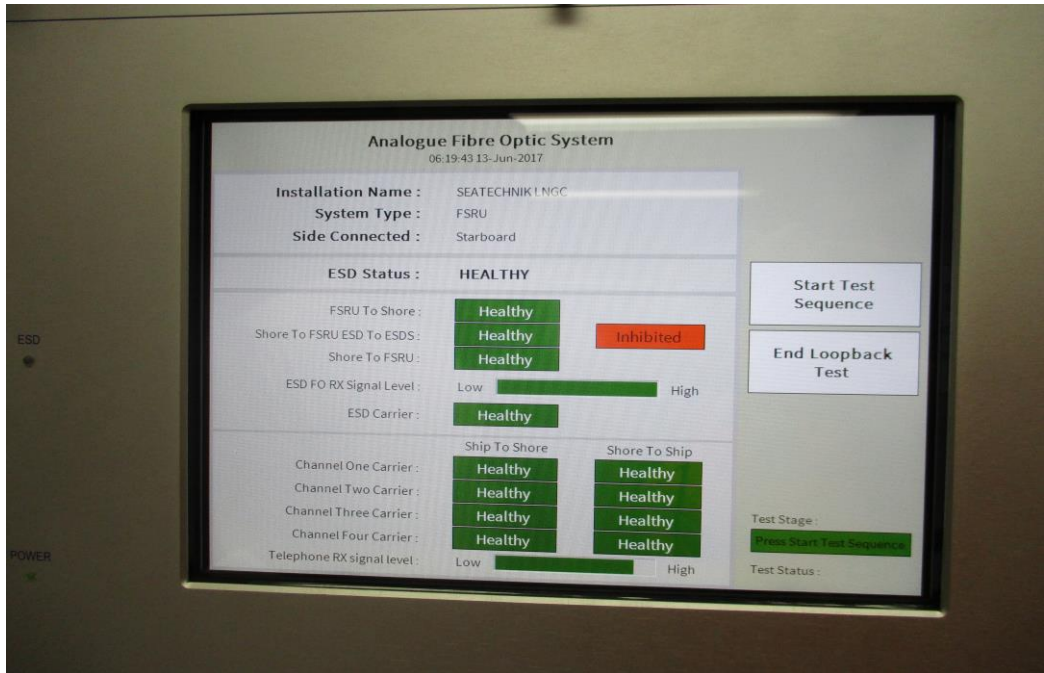 Analogue Fibre Optic System
06:19:43 13-Jun-2017
Installation Name : SEATECHNIK LNGC
System Type : FSRU
Side Connected : Starboard
ESD Status : HEALTHY
FSRU To Shore : Healthy
Shore To FSRU ESD To ESDS : Healthy Inhibited
Shore To FSRU : Healthy
ESD FO RX Signal Level : Low High
ESD Carrier : Healthy
Ship To Shore Shore To Ship
Channel One Carrier : Healthy Healthy
Channel Two Carrier : Healthy Healthy
Channel Three Carrier : Healthy Healthy
Channel Four Carrier : Healthy Healthy
Telephone RX signal level : Low High
Start Test
Sequence
End Loopback
Test
Test Stage :
Press Start Test Sequence
Test Status :
ESD
POWER